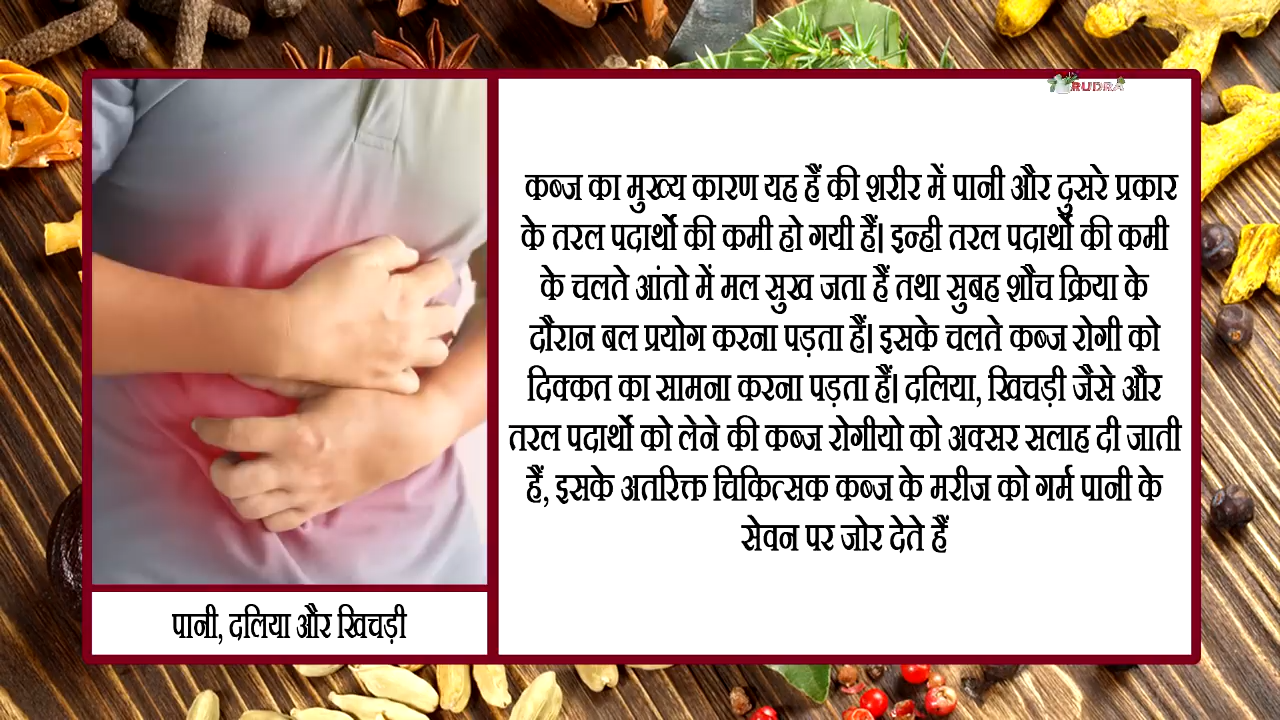 RUDRA
कब्ज का मुख्य कारण यह हैं की शरीर में पानी और दुसरे प्रकार
के तरल पदार्थो की कमी हो गयी हैं। इन्ही तरल पदार्थो की कमी
के चलते आंतो में मल सुख जता हैं तथा सुबह शौच क्रिया के
दौरान बल प्रयोग करना पड़ता हैं। इसके चलते कब्ज रोगी को
दिक्कत का सामना करना पड़ता हैं। दलिया, खिचड़ी जैसे और
तरल पदार्थो को लेने की कब्ज रोगीयो को अक्सर सलाह दी जाती
हैं, इसके अतरिक्त चिकित्सक कब्ज के मरीज को गर्म पानी के
सेवन पर जोर देते हैं
पानी, दलिया और खिचड़ी